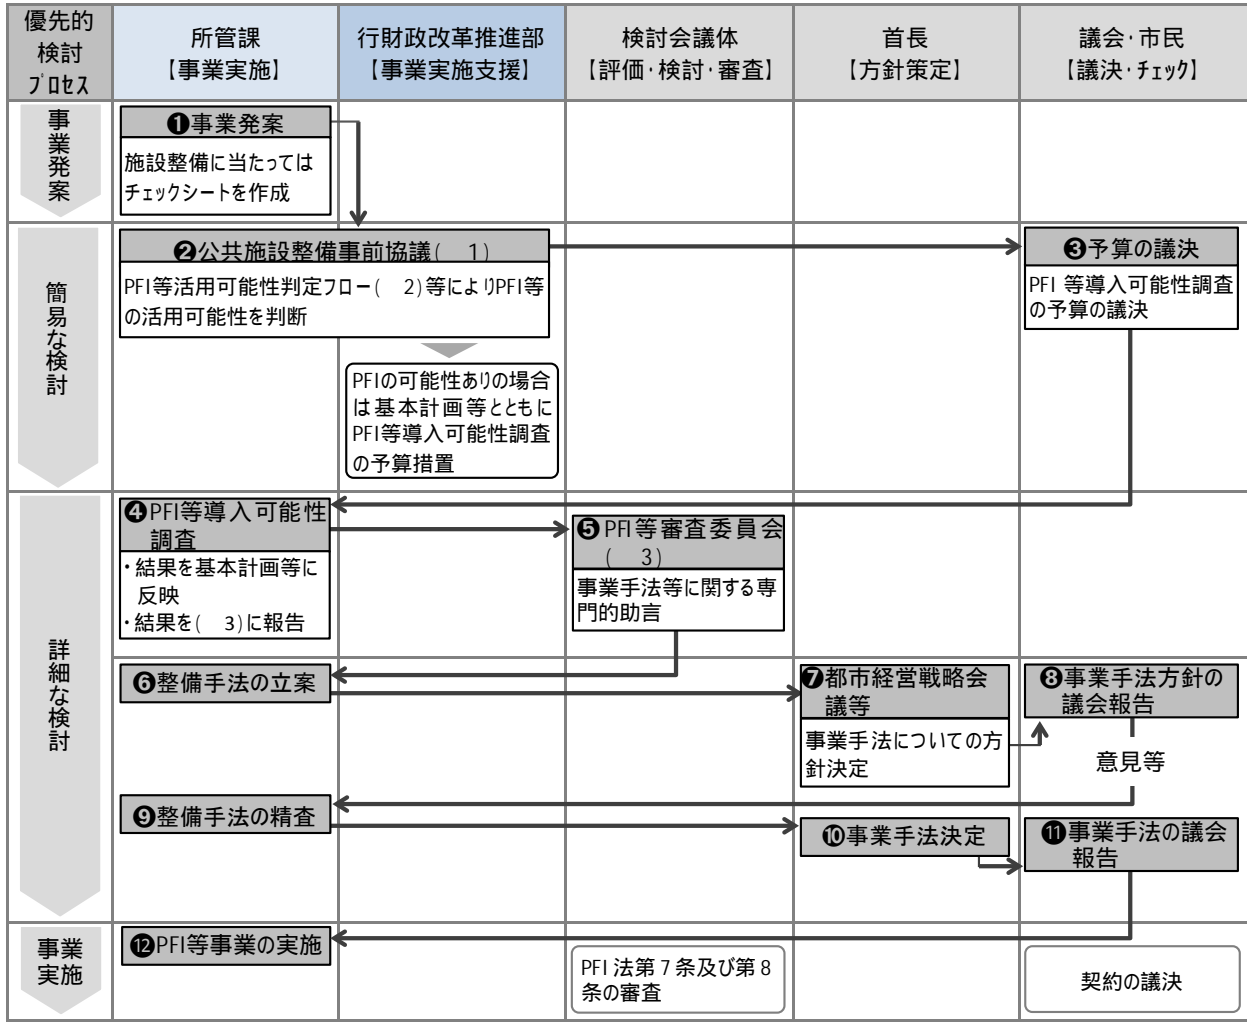 優先的
検討
プロセス
所管課
【事業実施】
行財政改革推進部
【事業実施支援】
検討会議体
【評価・検討・審査】
首長
【方針策定】
議会・市民
【議決・チェック】
事業発案
❶事業発案
施設整備に当たっては
チェックシートを作成
簡易な検討
❷公共施設整備事前協議(　1)
PFI等活用可能性判定フロー(　2)等によりPFI等
の活用可能性を判断
❸予算の議決
PFI 等導入可能性調査
の予算の議決
PFIの可能性ありの場合
は基本計画等とともに
PFI等導入可能性調査
の予算措置
詳細な検討
❹PFI等導入可能性
調査
・結果を基本計画等に
反映
・結果を(　3)に報告
❺PFI等審査委員会
(　3)
事業手法等に関する専
門的助言
❻整備手法の立案
❼都市経営戦略会
議等
事業手法についての方
針決定
❽事業手法方針の
議会報告
意見等
❾整備手法の精査
❿事業手法決定
⓫事業手法の議会
報告
事業
実施
⓬PFI等事業の実施
PFI 法第7条及び第8
条の審査
契約の議決